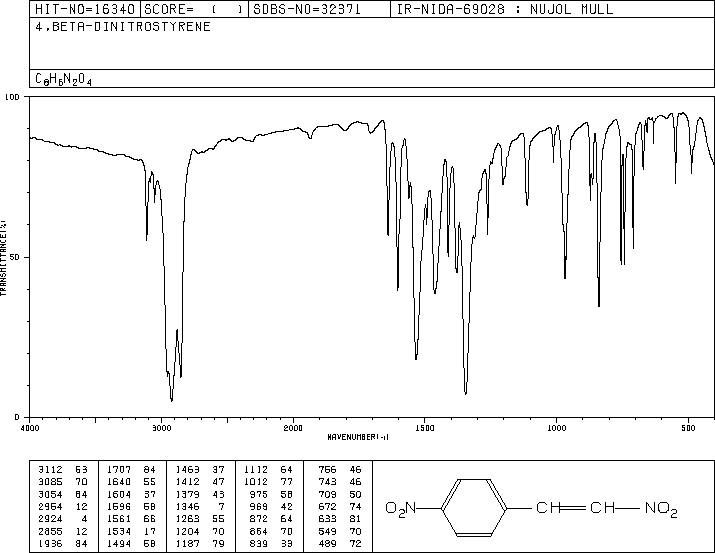 HIT-NO=16340 SCORE= ( ) SDBS-NO=32371 IR-NIDA-69028 : NUJOL MULL
4,BETA-DINITROSTYRENE
C8H6N2O4
100
50
0
TRANSMITTANCE(%)
4000 3000 2000 1500 1000 500
WAVENUMBER(-1)
3112 53 1707 84 1463 37 1112 64 756 46
3085 70 1640 55 1412 47 1012 77 743 46
3054 64 1604 37 1379 43 975 58 709 50
2954 12 1596 68 1346 7 969 42 672 74
2924 4 1561 66 1263 55 872 64 633 81
2855 12 1534 17 1204 70 864 70 549 70
1936 84 1494 58 1187 79 839 33 489 72
O2N CH CH NO2